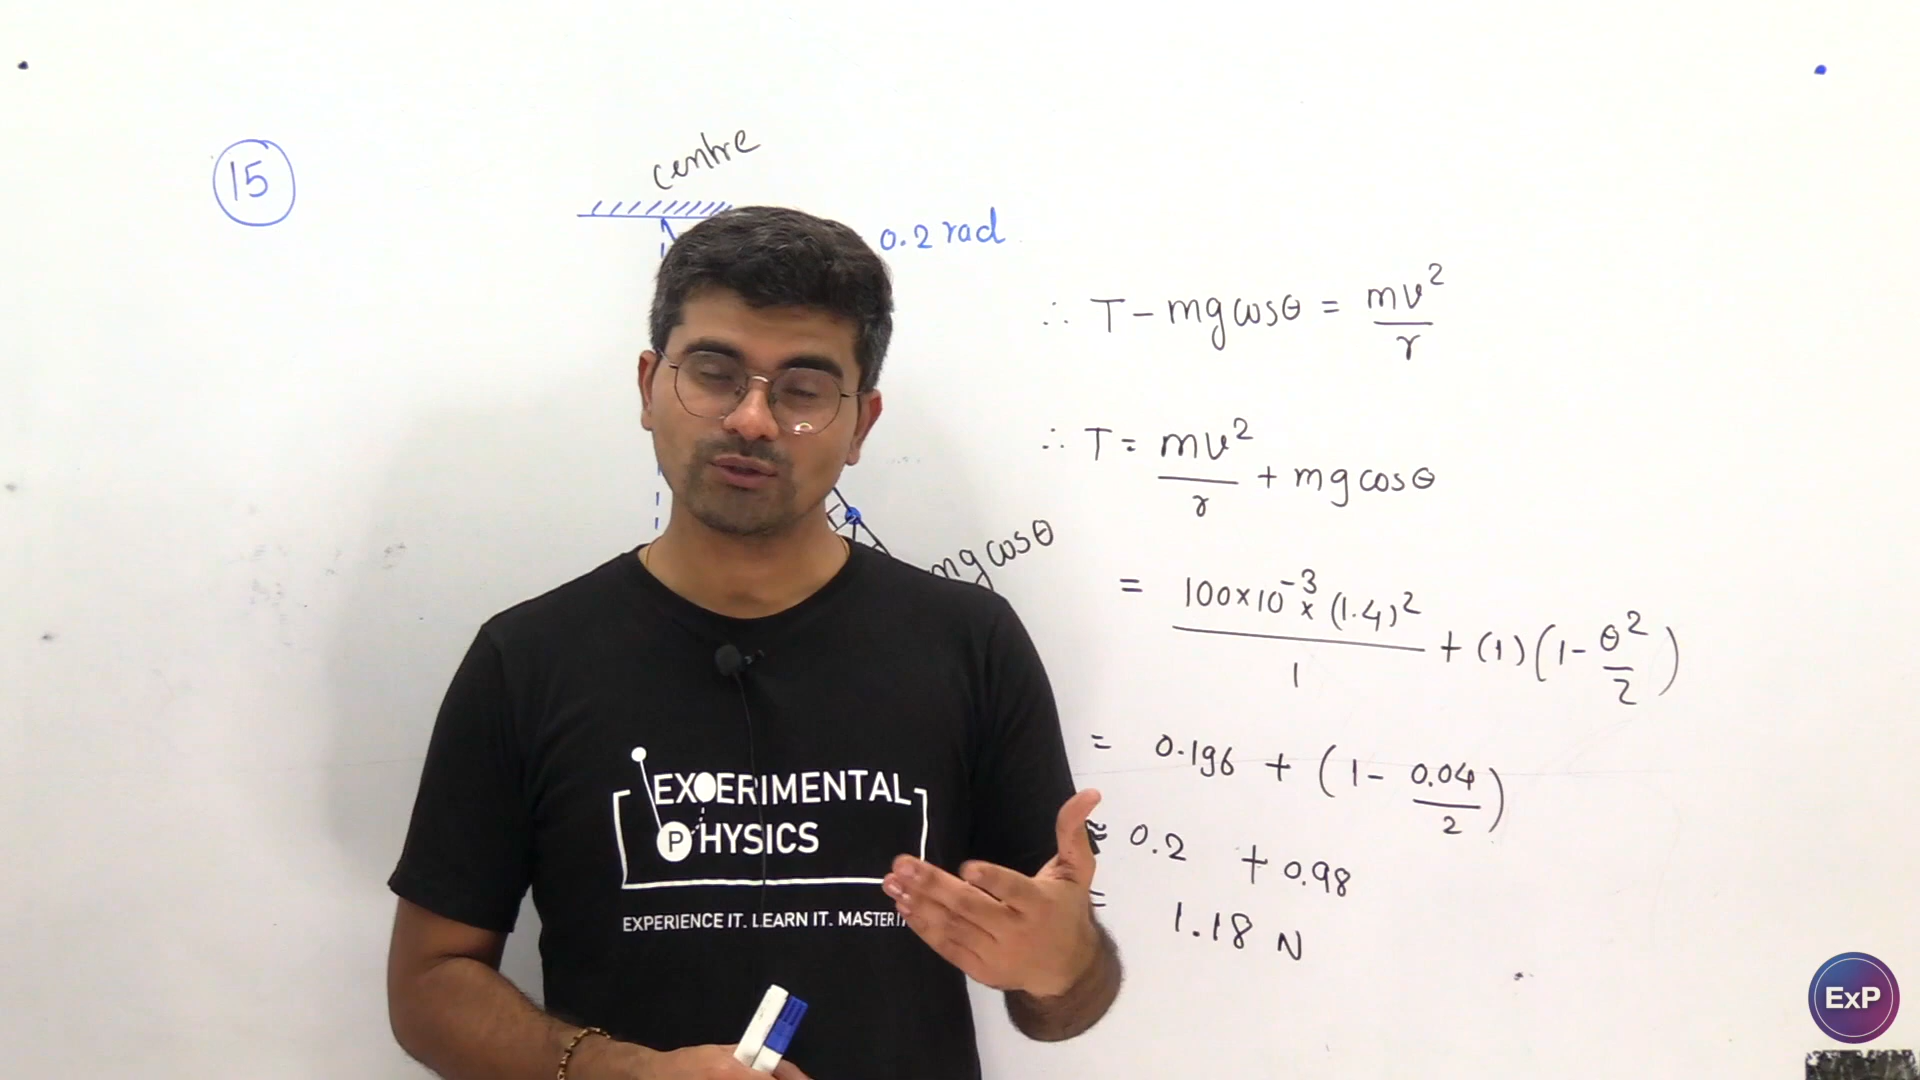 15
centre
0.2 rad
∴ T - mg cosθ = mv²/r
∴ T = mv²/r + mg cosθ
mg cosθ
= 100×10⁻³ × (1.4)²/1 + (1)(1 - θ²/2)
= 0.196 + (1 - 0.04/2)
≈ 0.2 + 0.98
= 1.18 N
EXPERIMENTAL
PHYSICS
EXPERIENCE IT. LEARN IT. MASTER
ExP